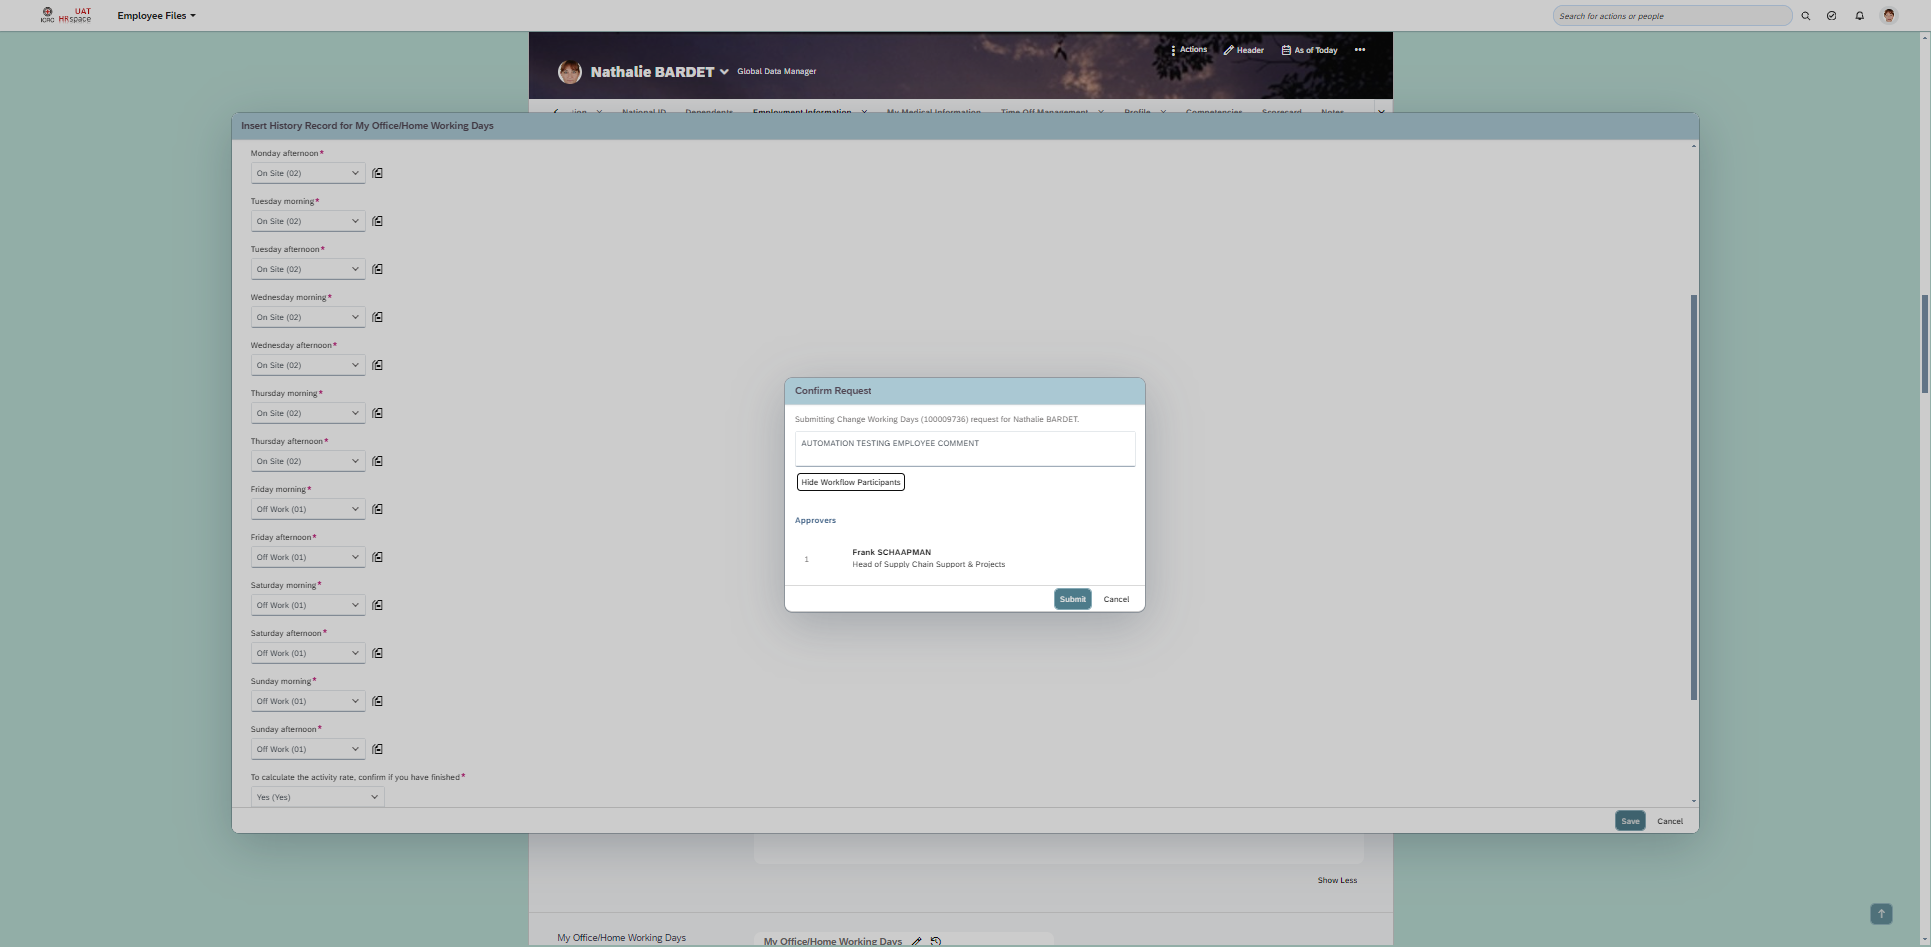 ICRC
UAT
HRspace
Employee Files
Search for actions or people
Actions
Header
As of Today
Nathalie BARDET
Global Data Manager
National ID
Dependents
Employment Information
My Medical Information
Time Off Management
Profile
Competencies
Scorecard
Notes
Insert History Record for My Office/Home Working Days
Monday afternoon*
On Site (02)
Tuesday morning*
On Site (02)
Tuesday afternoon*
On Site (02)
Wednesday morning*
On Site (02)
Wednesday afternoon*
On Site (02)
Thursday morning*
On Site (02)
Thursday afternoon*
On Site (02)
Friday morning*
Off Work (01)
Friday afternoon*
Off Work (01)
Saturday morning*
Off Work (01)
Saturday afternoon*
Off Work (01)
Sunday morning*
Off Work (01)
Sunday afternoon*
Off Work (01)
To calculate the activity rate, confirm if you have finished*
Yes (Yes)
Confirm Request
Submitting Change Working Days (100009736) request for Nathalie BARDET.
AUTOMATION TESTING EMPLOYEE COMMENT
Hide Workflow Participants
Approvers
1
Frank SCHAAPMAN
Head of Supply Chain Support & Projects
Submit
Cancel
Save
Cancel
Show Less
My Office/Home Working Days
My Office/Home Working Days